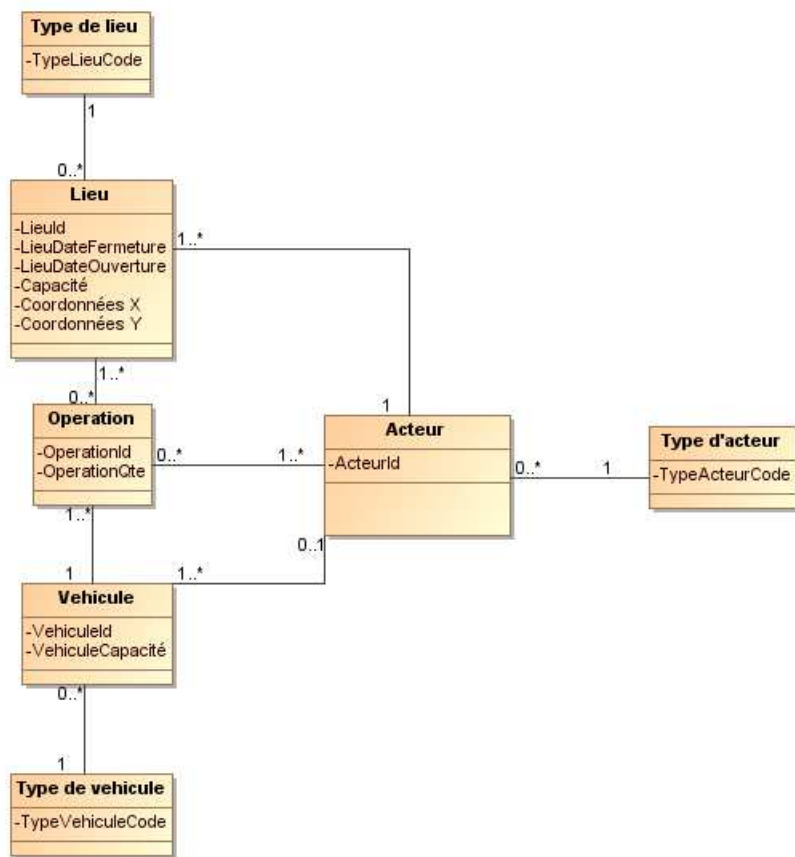 Type de lieu
-TypeLieuCode
1
0..*
Lieu
-LieuId
-LieuDateFermeture
-LieuDateOuverture
-Capacité
-Coordonnées X
-Coordonnées Y
1..*
1..*
0..*
1
Operation
-OperationId
-OperationQte
0..*
1..*
Acteur
-ActeurId
0..*
1
Type d'acteur
-TypeActeurCode
1..*
0..1
1
1..*
Vehicule
-VehiculeId
-VehiculeCapacité
0..*
1
Type de vehicule
-TypeVehiculeCode